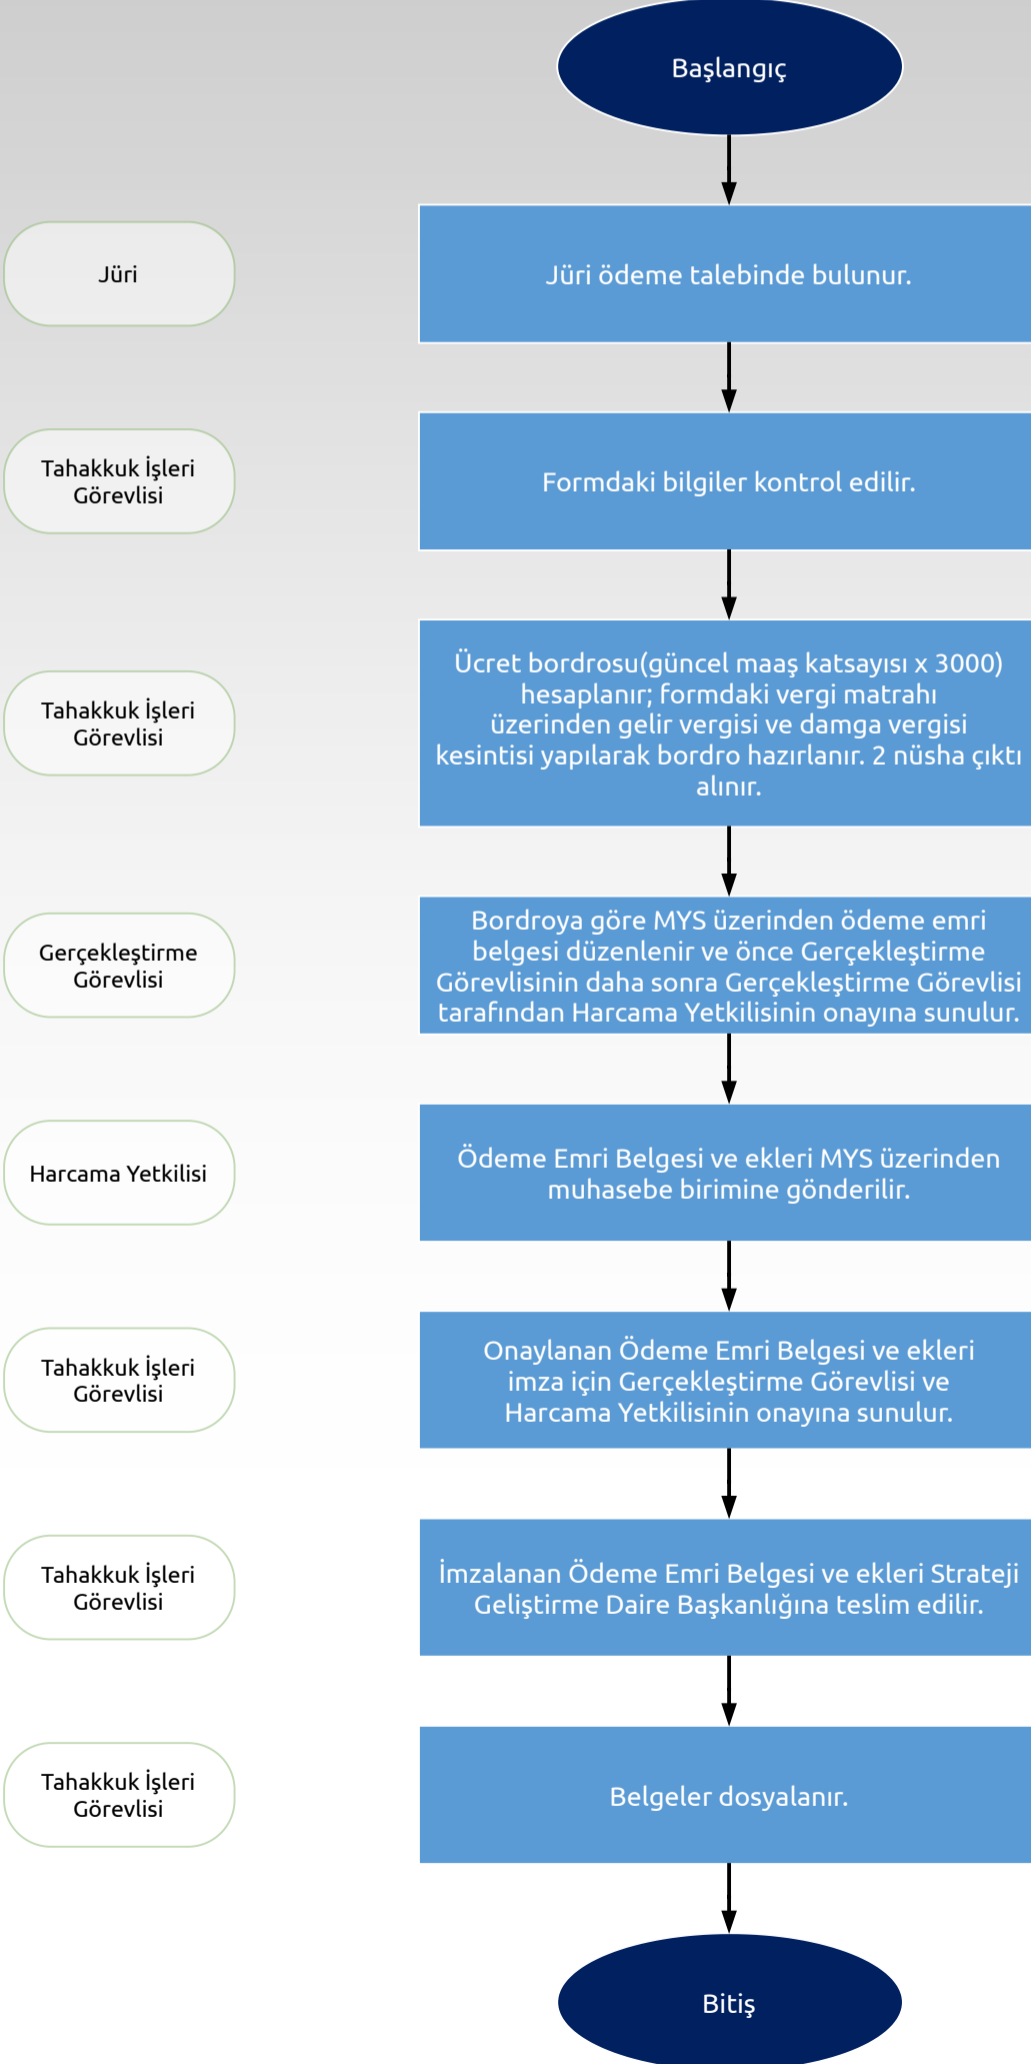 Başlangıç
Jüri
Jüri ödeme talebinde bulunur.
Tahakkuk İşleri
Görevlisi
Formdaki bilgiler kontrol edilir.
Tahakkuk İşleri
Görevlisi
Ücret bordrosu(güncel maaş katsayısı x 3000)
hesaplanır; formdaki vergi matrahı
üzerinden gelir vergisi ve damga vergisi
kesintisi yapılarak bordro hazırlanır. 2 nüsha çıktı
alınır.
Gerçekleştirme
Görevlisi
Bordroya göre MYS üzerinden ödeme emri
belgesi düzenlenir ve önce Gerçekleştirme
Görevlisinin daha sonra Gerçekleştirme Görevlisi
tarafından Harcama Yetkilisinin onayına sunulur.
Harcama Yetkilisi
Ödeme Emri Belgesi ve ekleri MYS üzerinden
muhasebe birimine gönderilir.
Tahakkuk İşleri
Görevlisi
Onaylanan Ödeme Emri Belgesi ve ekleri
imza için Gerçekleştirme Görevlisi ve
Harcama Yetkilisinin onayına sunulur.
Tahakkuk İşleri
Görevlisi
İmzalanan Ödeme Emri Belgesi ve ekleri Strateji
Geliştirme Daire Başkanlığına teslim edilir.
Tahakkuk İşleri
Görevlisi
Belgeler dosyalanır.
Bitiş